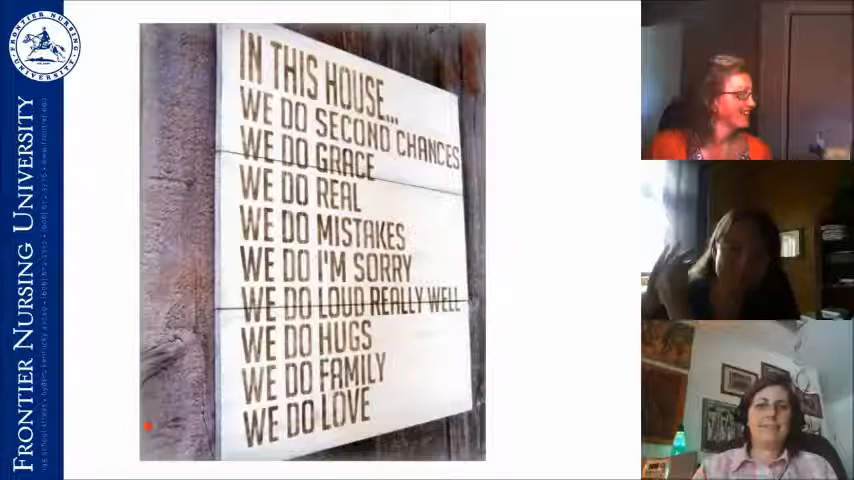 FRONTIER NURSING UNIVERSITY
IN THIS HOUSE...
WE DO SECOND CHANCES
WE DO GRACE
WE DO REAL
WE DO MISTAKES
WE DO I'M SORRY
WE DO LOUD REALLY WELL
WE DO HUGS
WE DO FAMILY
WE DO LOVE
FRONTIER NURSING UNIVERSITY